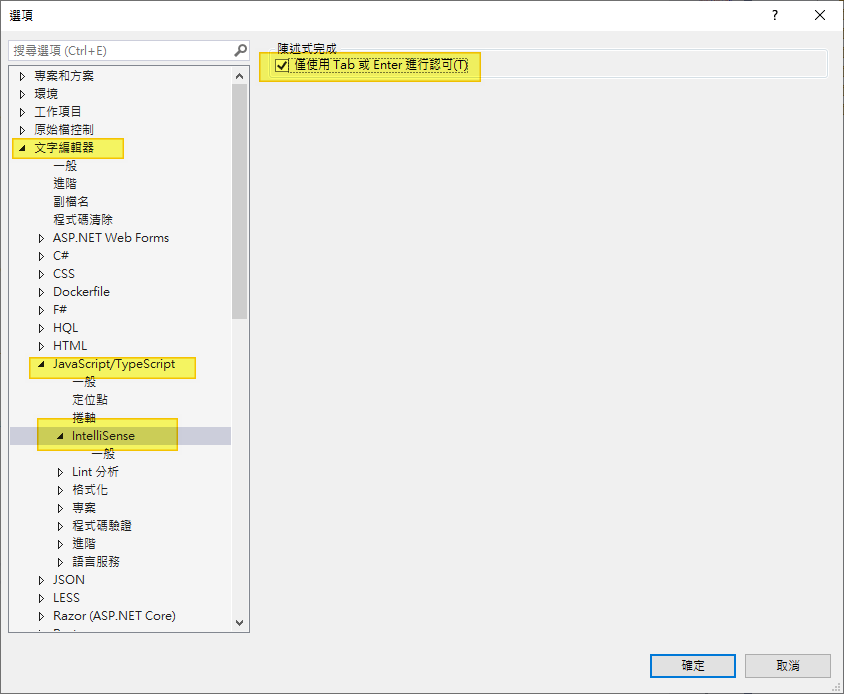 選項
搜尋選項 (Ctrl+E)
專案和方案
環境
工作項目
原始檔控制
文字編輯器
一般
進階
副檔名
程式碼清除
ASP.NET Web Forms
C#
CSS
Dockerfile
F#
HQL
HTML
JavaScript/TypeScript
一般
定位點
捲軸
IntelliSense
一般
Lint 分析
格式化
專案
程式碼驗證
進階
語言服務
JSON
LESS
Razor (ASP.NET Core)
陳述式完成
僅使用 Tab 或 Enter 進行認可(T)
確定
取消